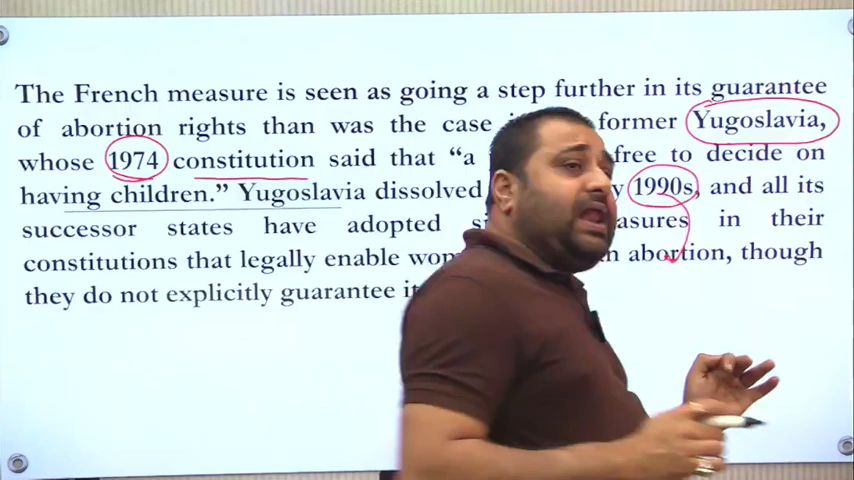 The French measure is seen as going a step further in its guarantee
of abortion rights than was the case former Yugoslavia,
whose 1974 constitution said that “a free to decide on
having children.” Yugoslavia dissolved 1990s, and all its
successor states have adopted in their
constitutions that legally enable abortion, though
they do not explicitly guarantee